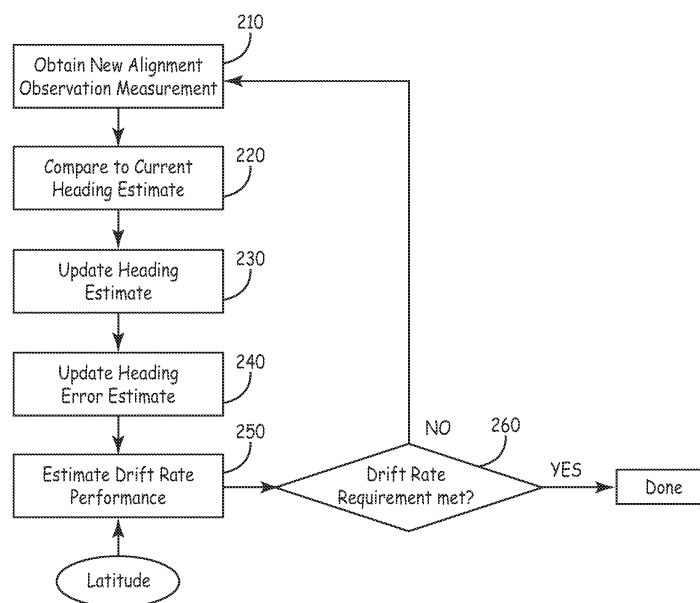 210
Obtain New Alignment
Observation Measurement
220
Compare to Current
Heading Estimate
230
Update Heading
Estimate
240
Update Heading
Error Estimate
250
Estimate Drift Rate
Performance
NO
260
Drift Rate
Requirement met?
YES
Done
Latitude